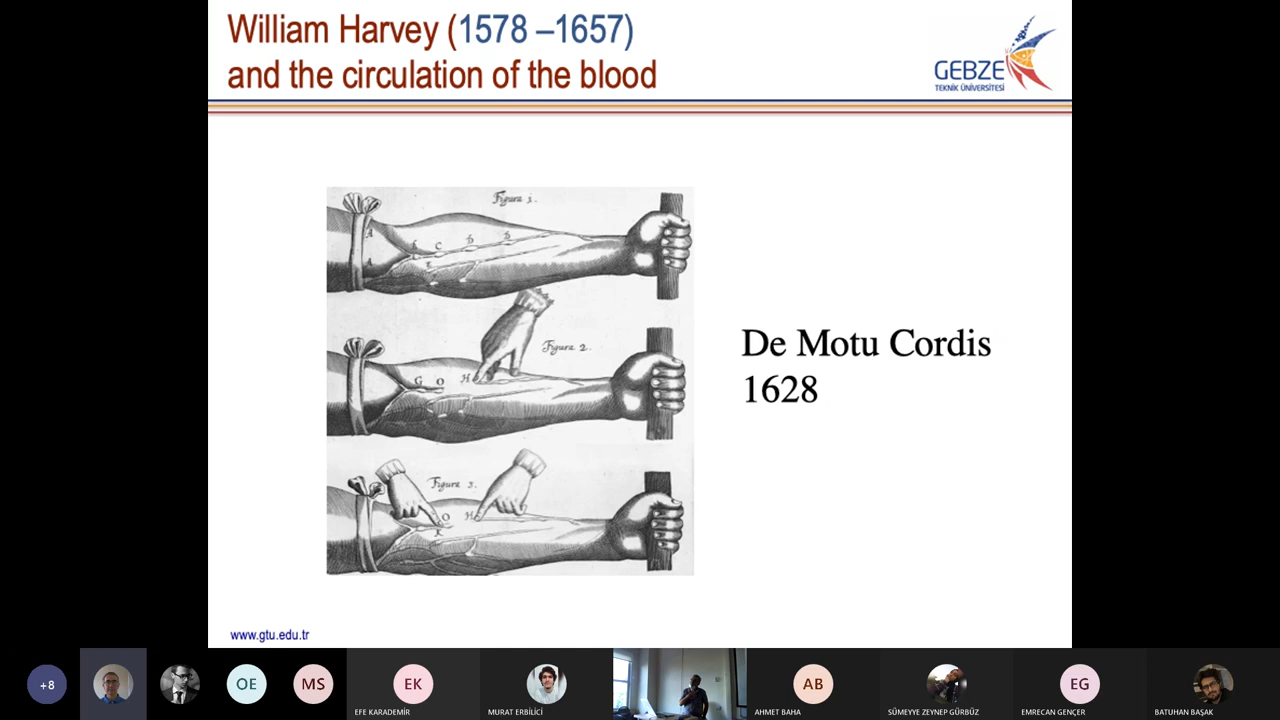 William Harvey (1578 –1657)
and the circulation of the blood
GEBZE
TEKNİK ÜNİVERSİTESİ
Figura 1.
A
C
D
D
A
E
F
Figura 2.
G O H
Figura 3.
O H
K
De Motu Cordis
1628
www.gtu.edu.tr
+8
OE
MS
EK
AB
EG
EFE KARADEMİR
MURAT ERBİLİCİ
AHMET BAHA
SÜMEYYE ZEYNEP GÜRBÜZ
EMRECAN GENÇER
BATUHAN BAŞAK